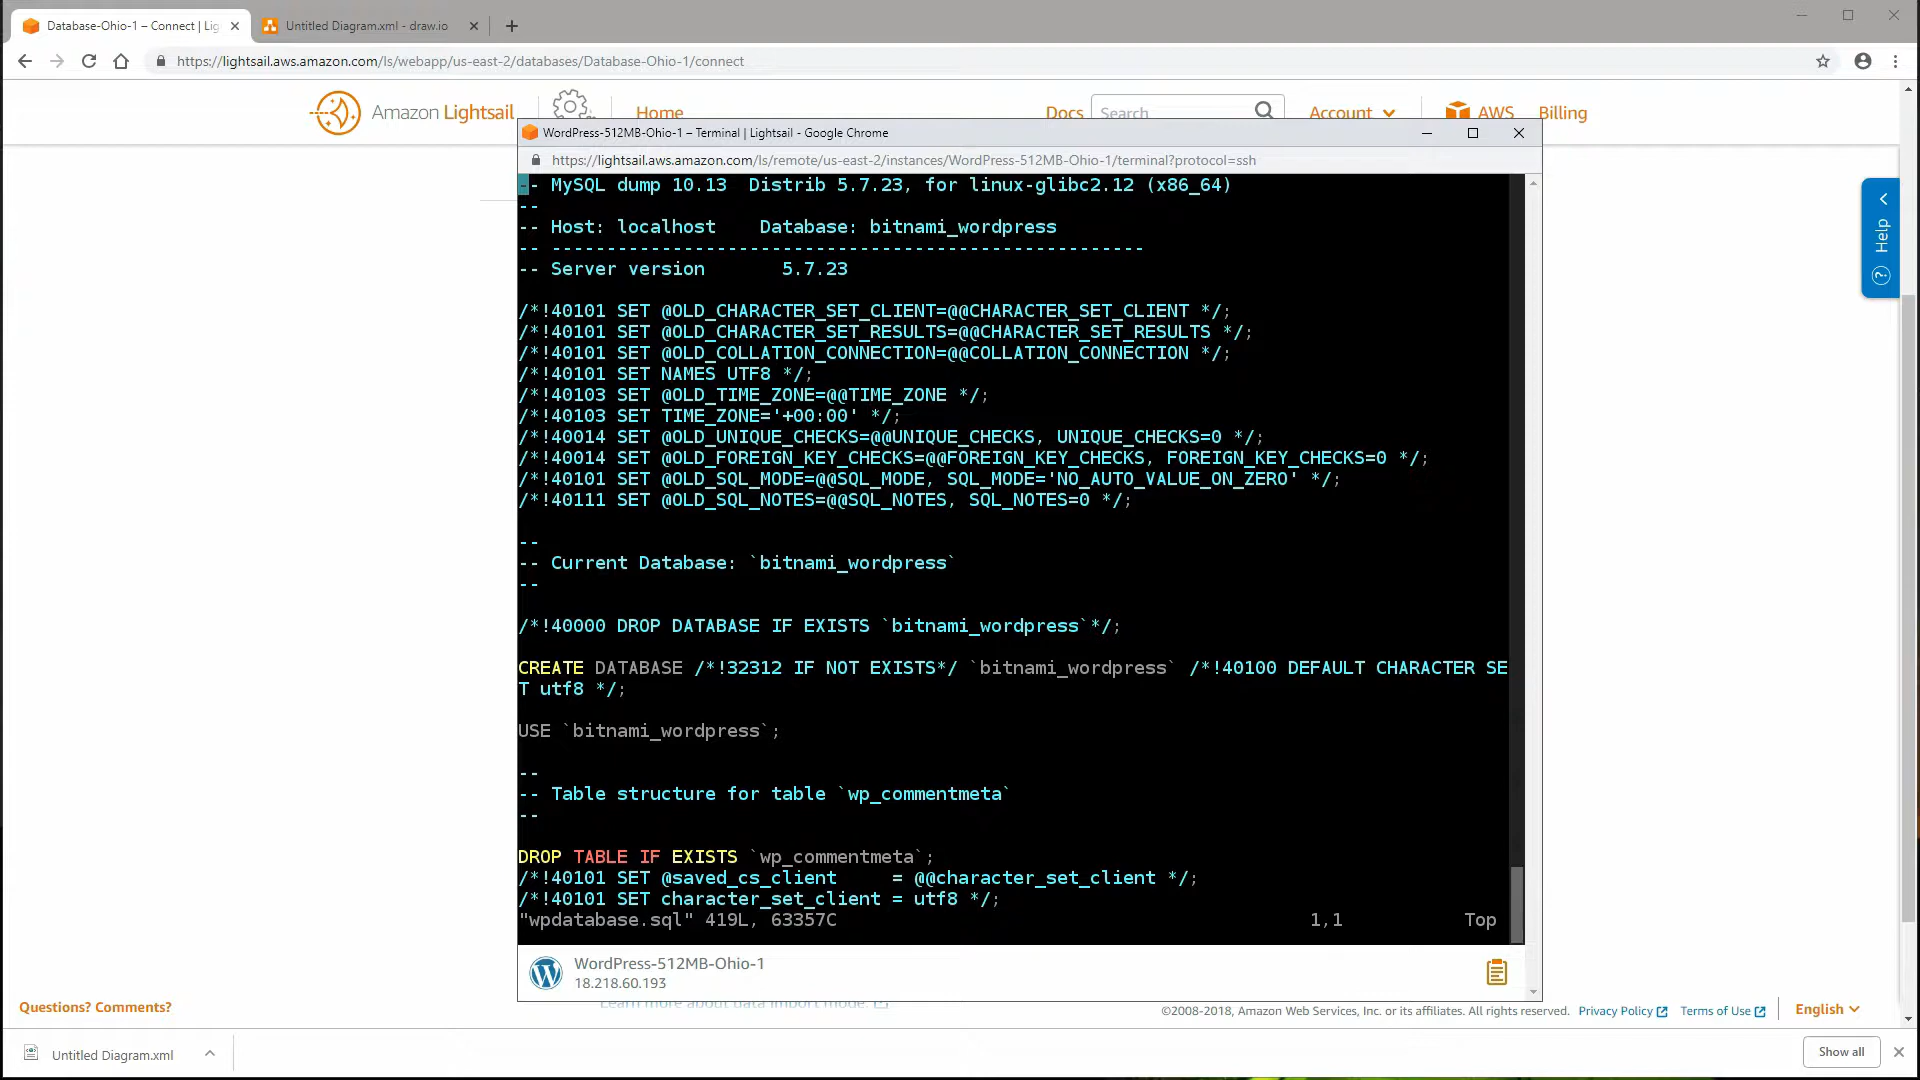 Database-Ohio-1 – Connect | Lig
Untitled Diagram.xml - draw.io
https://lightsail.aws.amazon.com/ls/webapp/us-east-2/databases/Database-Ohio-1/connect
Amazon Lightsail
Home
Docs
Search
Account
AWS
Billing
WordPress-512MB-Ohio-1 – Terminal | Lightsail - Google Chrome
https://lightsail.aws.amazon.com/ls/remote/us-east-2/instances/WordPress-512MB-Ohio-1/terminal?protocol=ssh
-- MySQL dump 10.13  Distrib 5.7.23, for linux-glibc2.12 (x86_64)
--
-- Host: localhost    Database: bitnami_wordpress
-- ------------------------------------------------------
-- Server version       5.7.23
/*!40101 SET @OLD_CHARACTER_SET_CLIENT=@@CHARACTER_SET_CLIENT */;
/*!40101 SET @OLD_CHARACTER_SET_RESULTS=@@CHARACTER_SET_RESULTS */;
/*!40101 SET @OLD_COLLATION_CONNECTION=@@COLLATION_CONNECTION */;
/*!40101 SET NAMES UTF8 */;
/*!40103 SET @OLD_TIME_ZONE=@@TIME_ZONE */;
/*!40103 SET TIME_ZONE='+00:00' */;
/*!40014 SET @OLD_UNIQUE_CHECKS=@@UNIQUE_CHECKS, UNIQUE_CHECKS=0 */;
/*!40014 SET @OLD_FOREIGN_KEY_CHECKS=@@FOREIGN_KEY_CHECKS, FOREIGN_KEY_CHECKS=0 */;
/*!40101 SET @OLD_SQL_MODE=@@SQL_MODE, SQL_MODE='NO_AUTO_VALUE_ON_ZERO' */;
/*!40111 SET @OLD_SQL_NOTES=@@SQL_NOTES, SQL_NOTES=0 */;
--
-- Current Database: `bitnami_wordpress`
--
/*!40000 DROP DATABASE IF EXISTS `bitnami_wordpress`*/;
CREATE DATABASE /*!32312 IF NOT EXISTS*/ `bitnami_wordpress` /*!40100 DEFAULT CHARACTER SE
T utf8 */;
USE `bitnami_wordpress`;
--
-- Table structure for table `wp_commentmeta`
--
DROP TABLE IF EXISTS `wp_commentmeta`;
/*!40101 SET @saved_cs_client     = @@character_set_client */;
/*!40101 SET character_set_client = utf8 */;
"wpdatabase.sql" 419L, 63357C
1,1
Top
WordPress-512MB-Ohio-1
18.218.60.193
Help
Learn more about data import mode.
Questions? Comments?
©2008-2018, Amazon Web Services, Inc. or its affiliates. All rights reserved.
Privacy Policy
Terms of Use
English
Untitled Diagram.xml
Show all